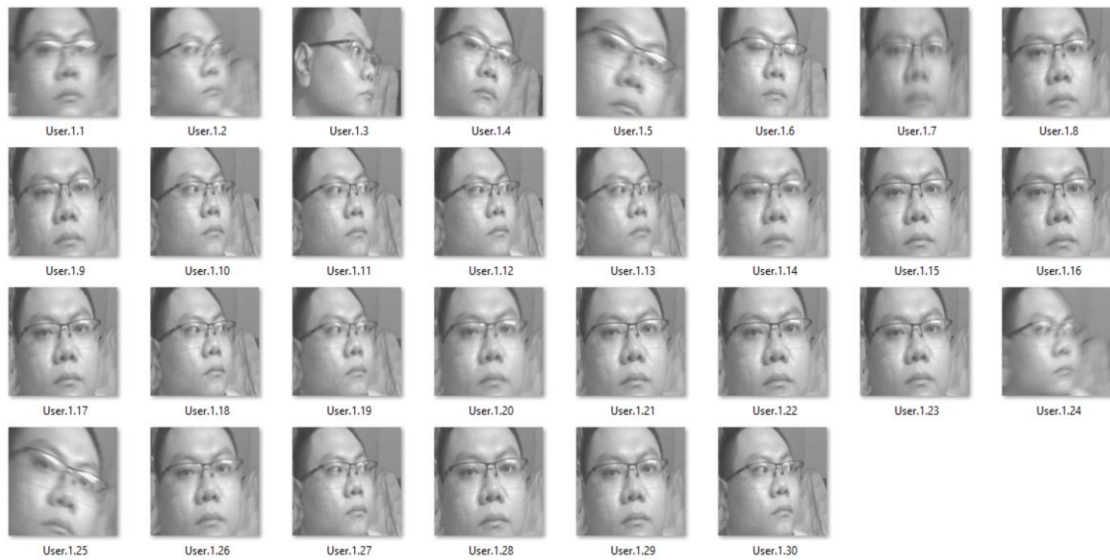 User.1.1 User.1.2 User.1.3 User.1.4 User.1.5 User.1.6 User.1.7 User.1.8
User.1.9 User.1.10 User.1.11 User.1.12 User.1.13 User.1.14 User.1.15 User.1.16
User.1.17 User.1.18 User.1.19 User.1.20 User.1.21 User.1.22 User.1.23 User.1.24
User.1.25 User.1.26 User.1.27 User.1.28 User.1.29 User.1.30